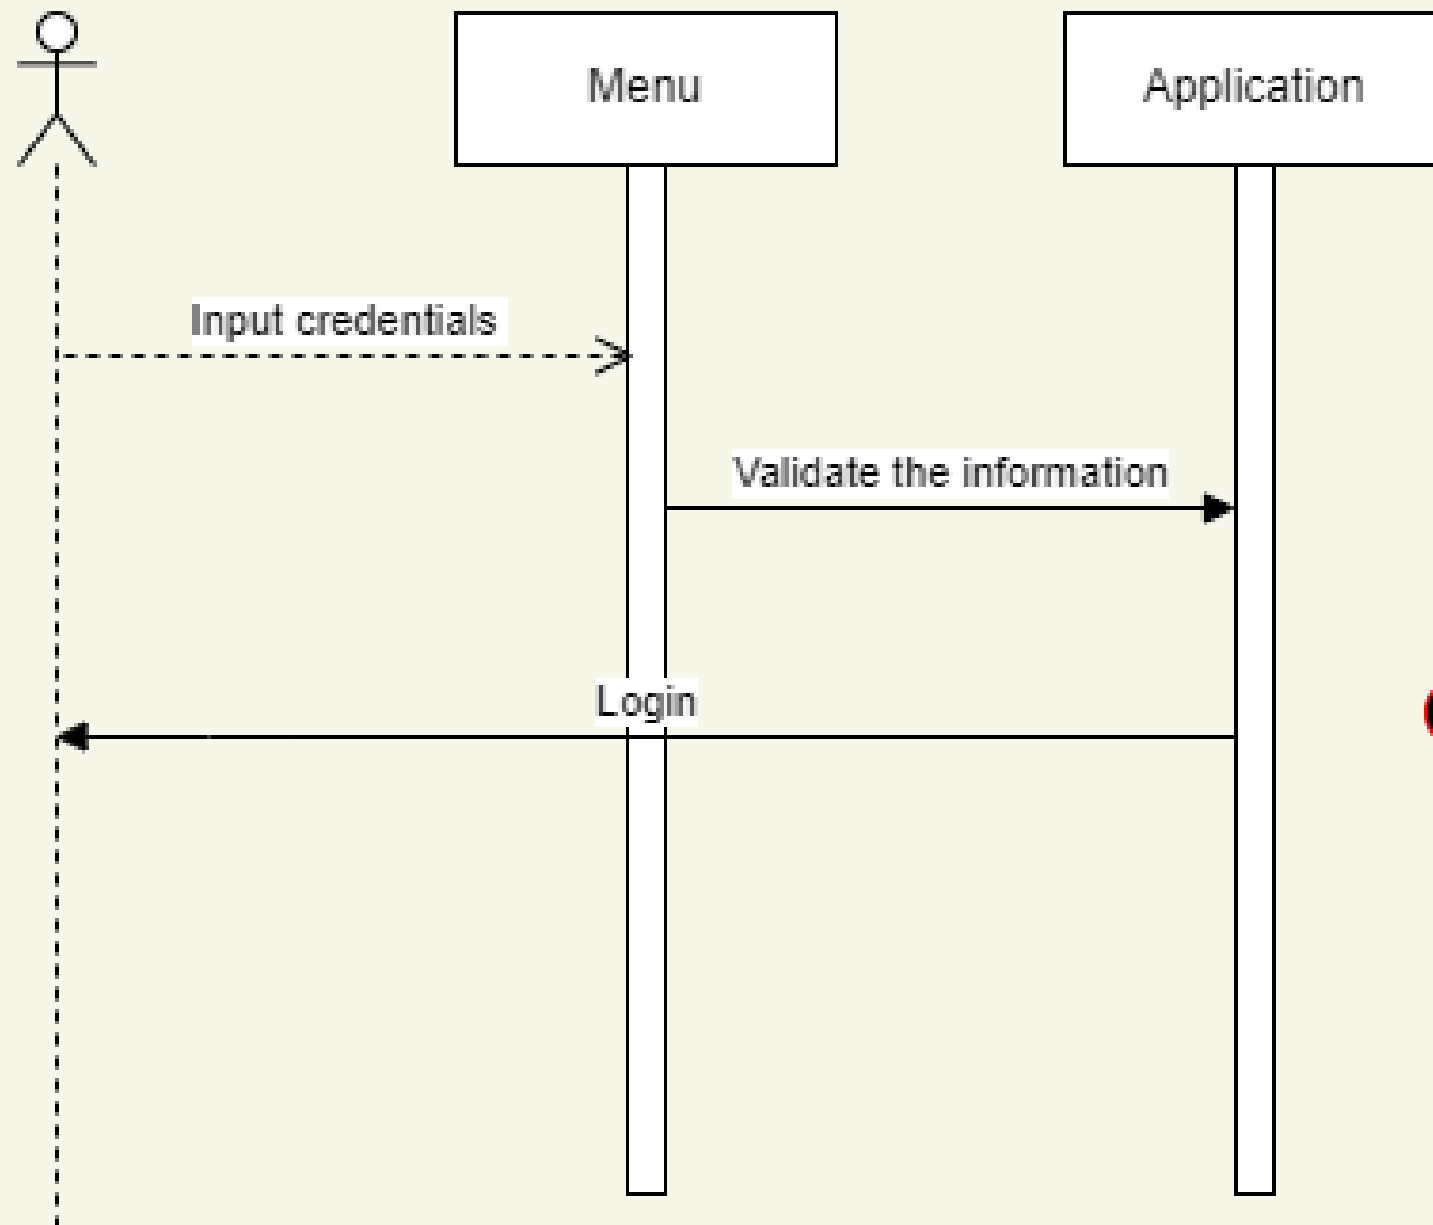 Menu
Application
Input credentials
Validate the information
Login